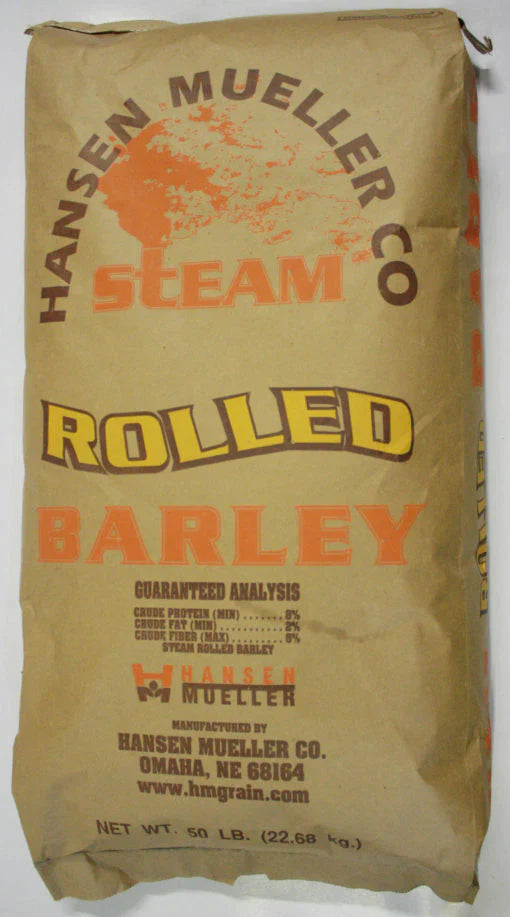 HANSEN MUELLER CO
STEAM
ROLLED
BARLEY
GUARANTEED ANALYSIS
CRUDE PROTEIN (MIN) ....... 8%
CRUDE FAT (MIN) ........... 2%
CRUDE FIBER (MAX) ......... 8%
STEAM ROLLED BARLEY
HANSEN
MUELLER
MANUFACTURED BY
HANSEN MUELLER CO.
OMAHA, NE 68164
www.hmgrain.com
NET WT. 50 LB. (22.68 kg.)